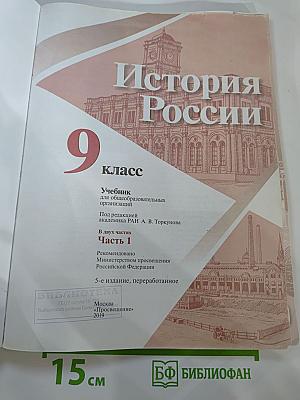 История
России
9 класс
Учебник
для общеобразовательных
организаций
Под редакцией
академика РАН А. В. Торкунова
В двух частях
Часть 1
Рекомендовано
Министерством просвещения
Российской Федерации
5-е издание, переработанное
БИБЛИОТЕКА
Москва
«Просвещение»
2019
15 см
БФ БИБЛИОФАН